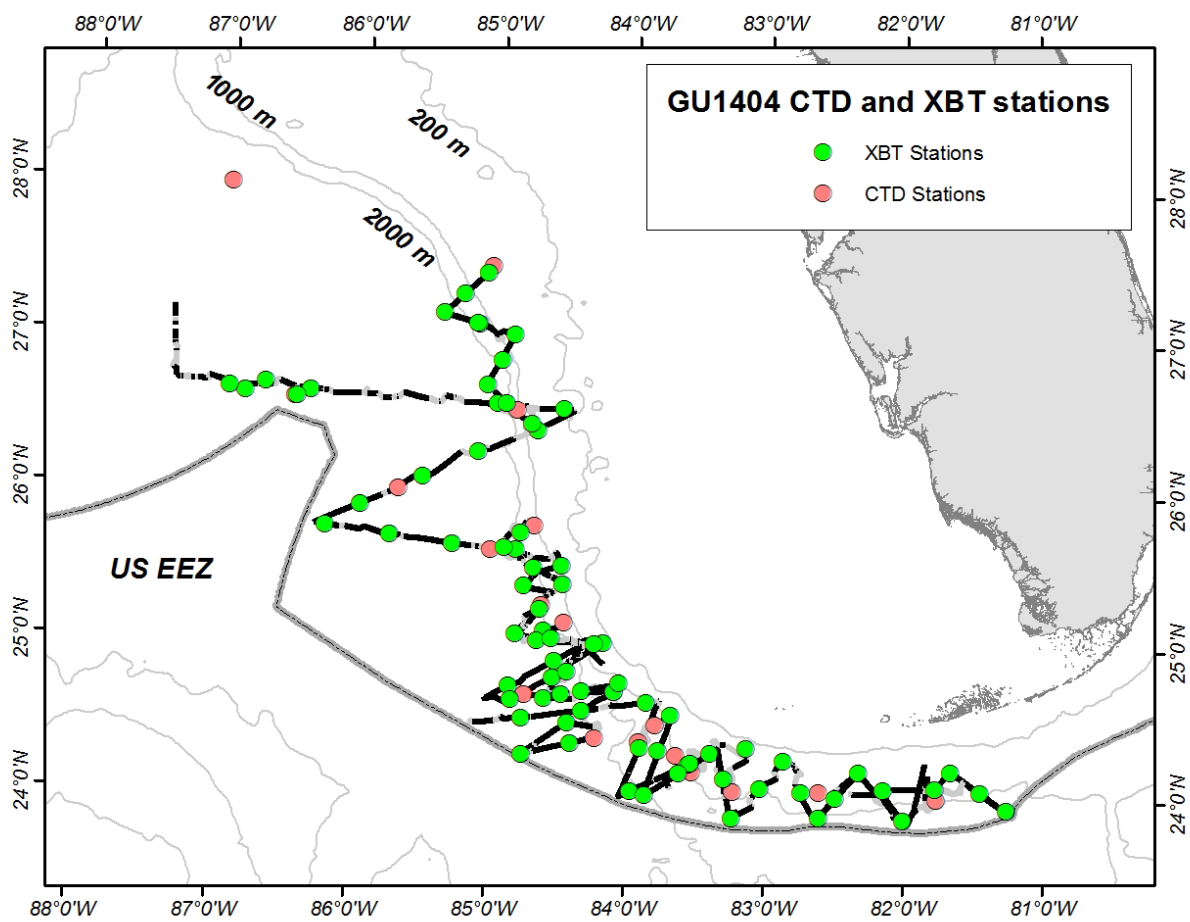 88°0'W 87°0'W 86°0'W 85°0'W 84°0'W 83°0'W 82°0'W 81°0'W
GU1404 CTD and XBT stations
XBT Stations
CTD Stations
1000 m
200 m
2000 m
28°0'N
28°0'N
27°0'N
27°0'N
26°0'N
26°0'N
US EEZ
25°0'N
25°0'N
24°0'N
24°0'N
88°0'W 87°0'W 86°0'W 85°0'W 84°0'W 83°0'W 82°0'W 81°0'W